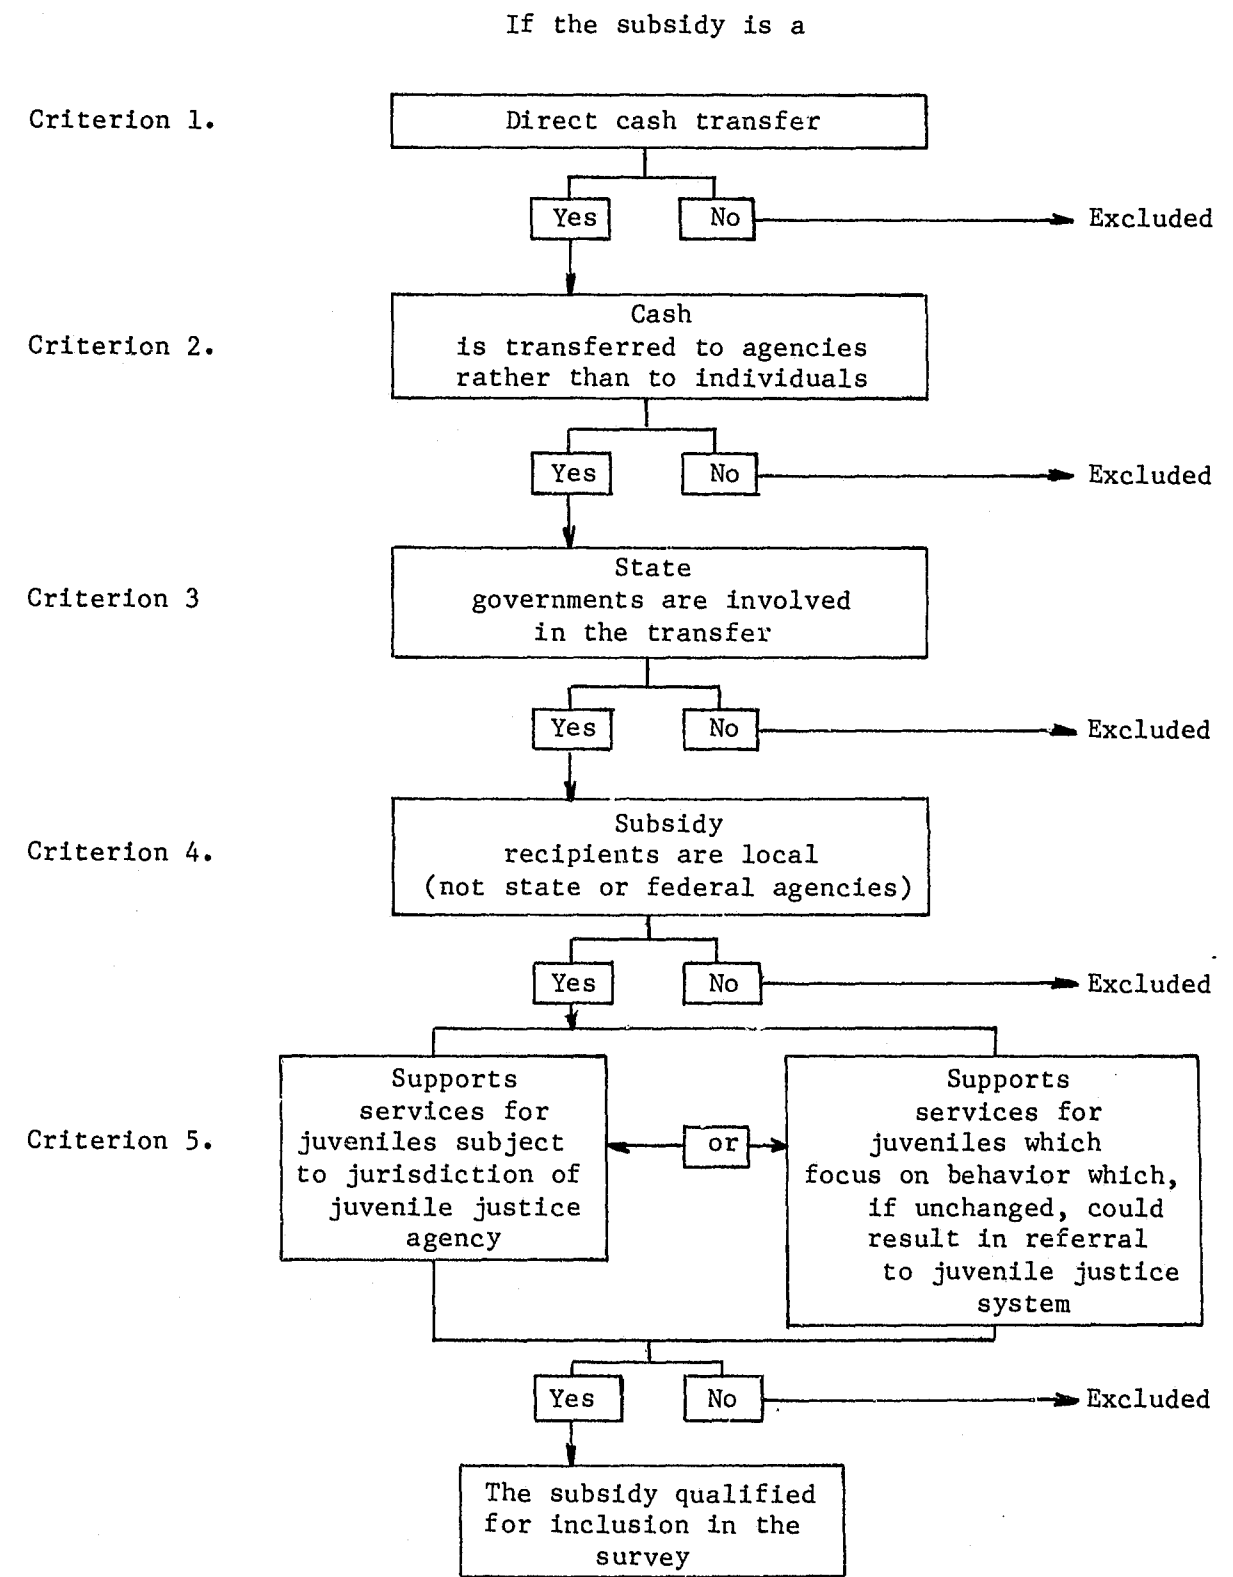 If the subsidy is a
Criterion 1.
Direct cash transfer
Yes
No
Excluded
Criterion 2.
Cash
is transferred to agencies
rather than to individuals
Yes
No
Excluded
Criterion 3
State
governments are involved
in the transfer
Yes
No
Excluded
Criterion 4.
Subsidy
recipients are local
(not state or federal agencies)
Yes
No
Excluded
Criterion 5.
Supports
services for
juveniles subject
to jurisdiction of
juvenile justice
agency
or
Supports
services for
juveniles which
focus on behavior which,
if unchanged, could
result in referral
to juvenile justice
system
Yes
No
Excluded
The subsidy qualified
for inclusion in the
survey